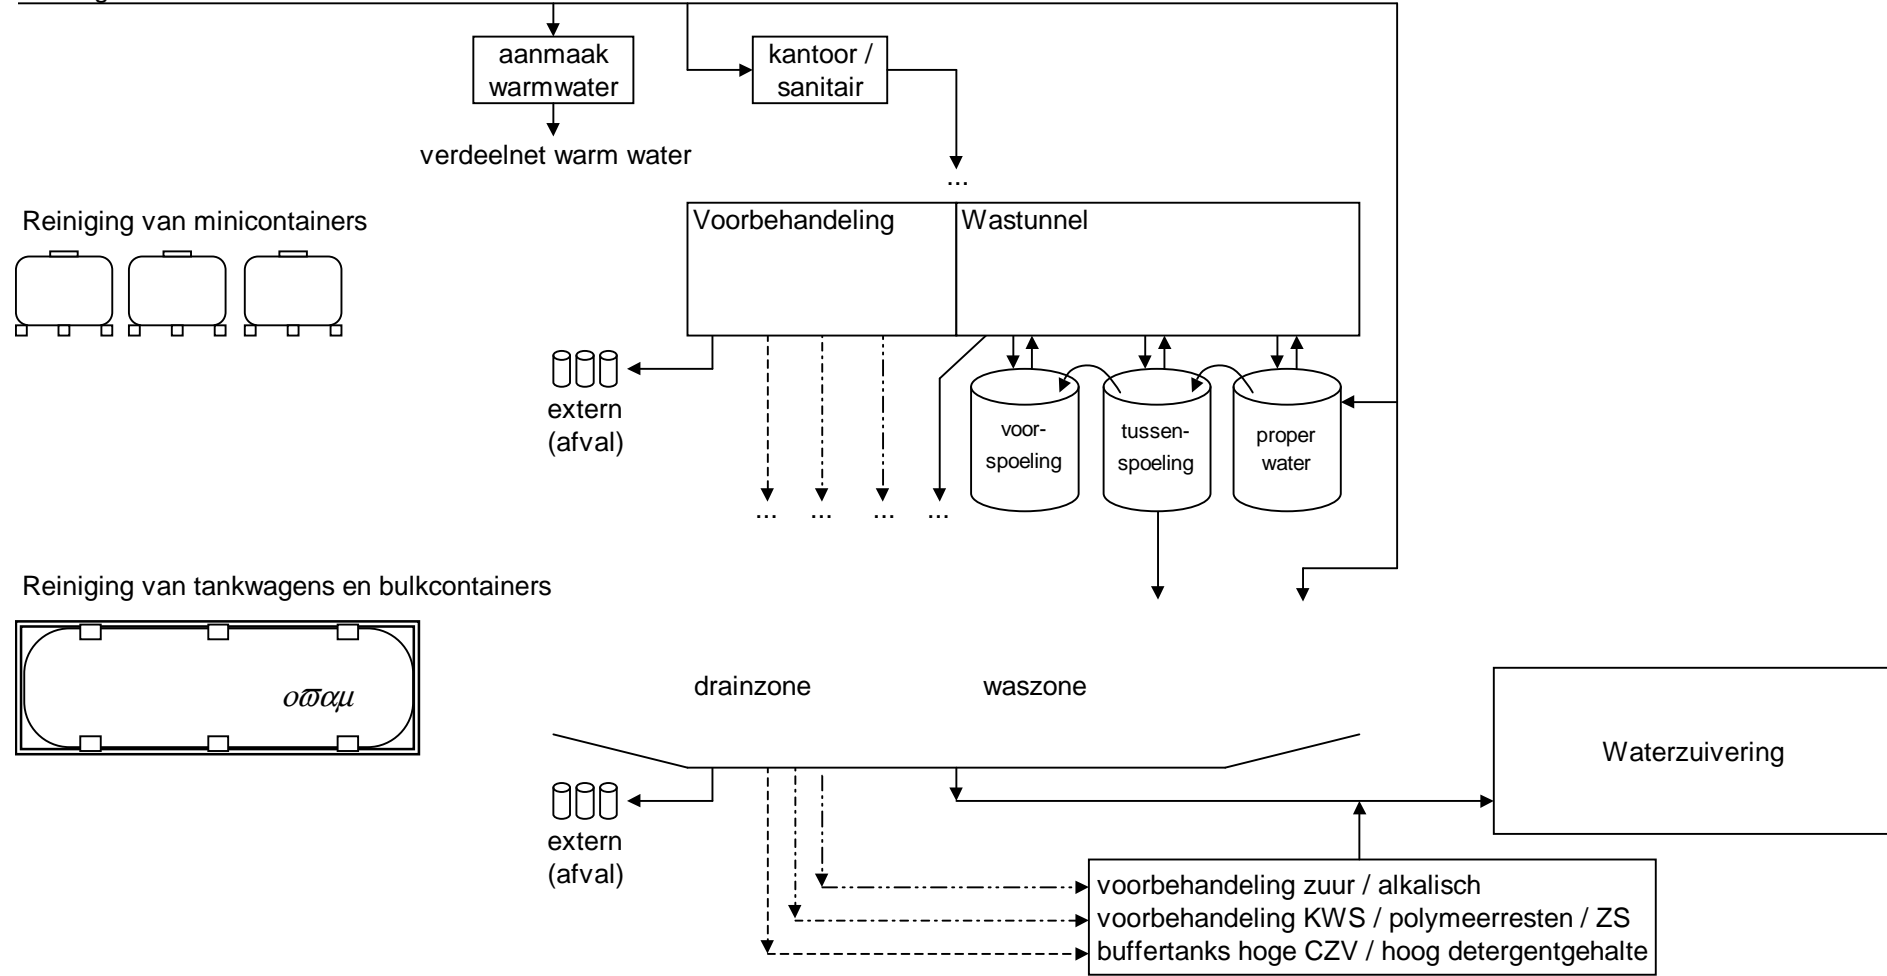 aanmaak
warmwater
kantoor /
sanitair
verdeelnet warm water
...
Reiniging van minicontainers
Voorbehandeling
Wastunnel
extern
(afval)
voor-
spoeling
tussen-
spoeling
proper
water
... ... ... ...
Reiniging van tankwagens en bulkcontainers
οϖαμ
drainzone
waszone
Waterzuivering
extern
(afval)
voorbehandeling zuur / alkalisch
voorbehandeling KWS / polymeerresten / ZS
buffertanks hoge CZV / hoog detergentgehalte